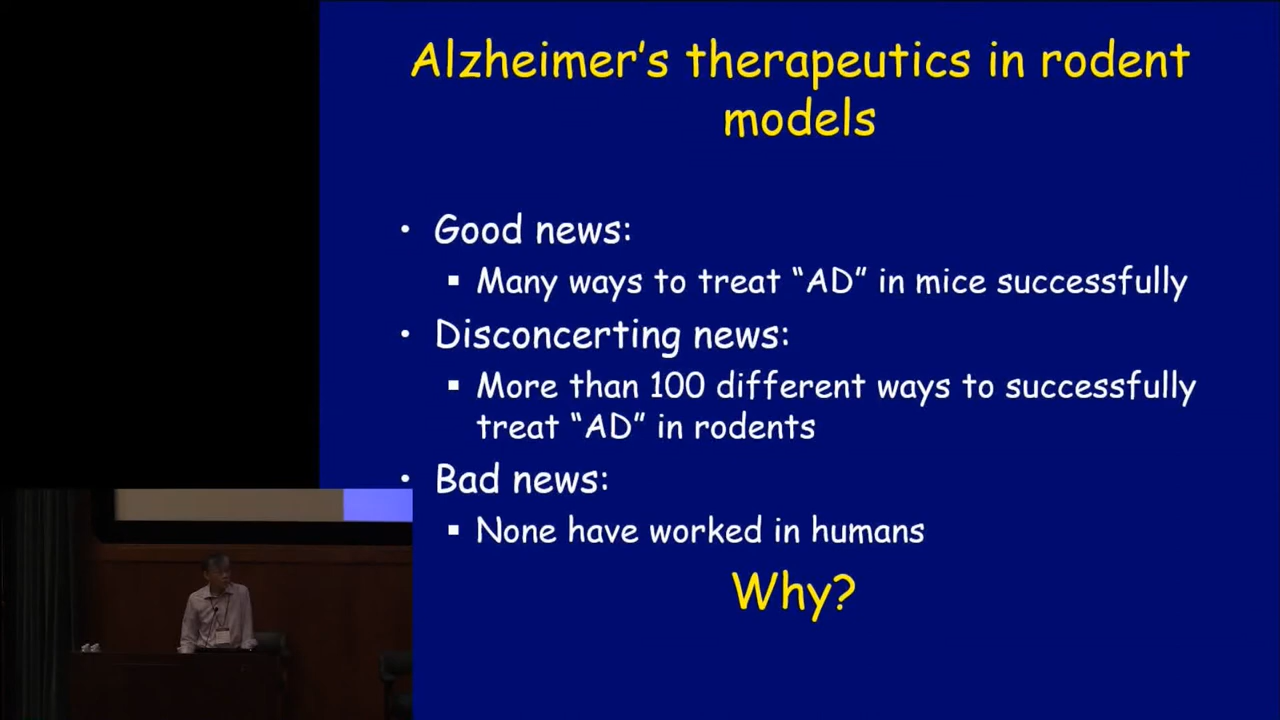 Alzheimer's therapeutics in rodent
models
• Good news:
▪ Many ways to treat “AD” in mice successfully
• Disconcerting news:
▪ More than 100 different ways to successfully
treat “AD” in rodents
• Bad news:
▪ None have worked in humans
Why?